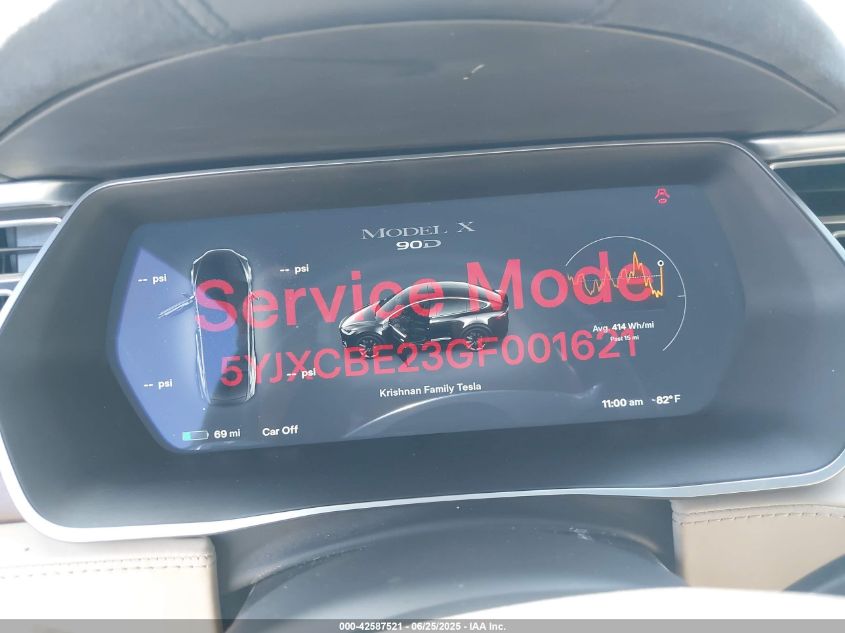 MODEL X
90D
-- psi
-- psi
Service Mode
5YJXCBE23GF001621
Avg. 414 Wh/mi
Past 15 mi
-- psi
-- psi
Krishnan Family Tesla
69 mi
Car Off
11:00 am
~82° F
000-42587521 - 06/25/2025 - IAA Inc.